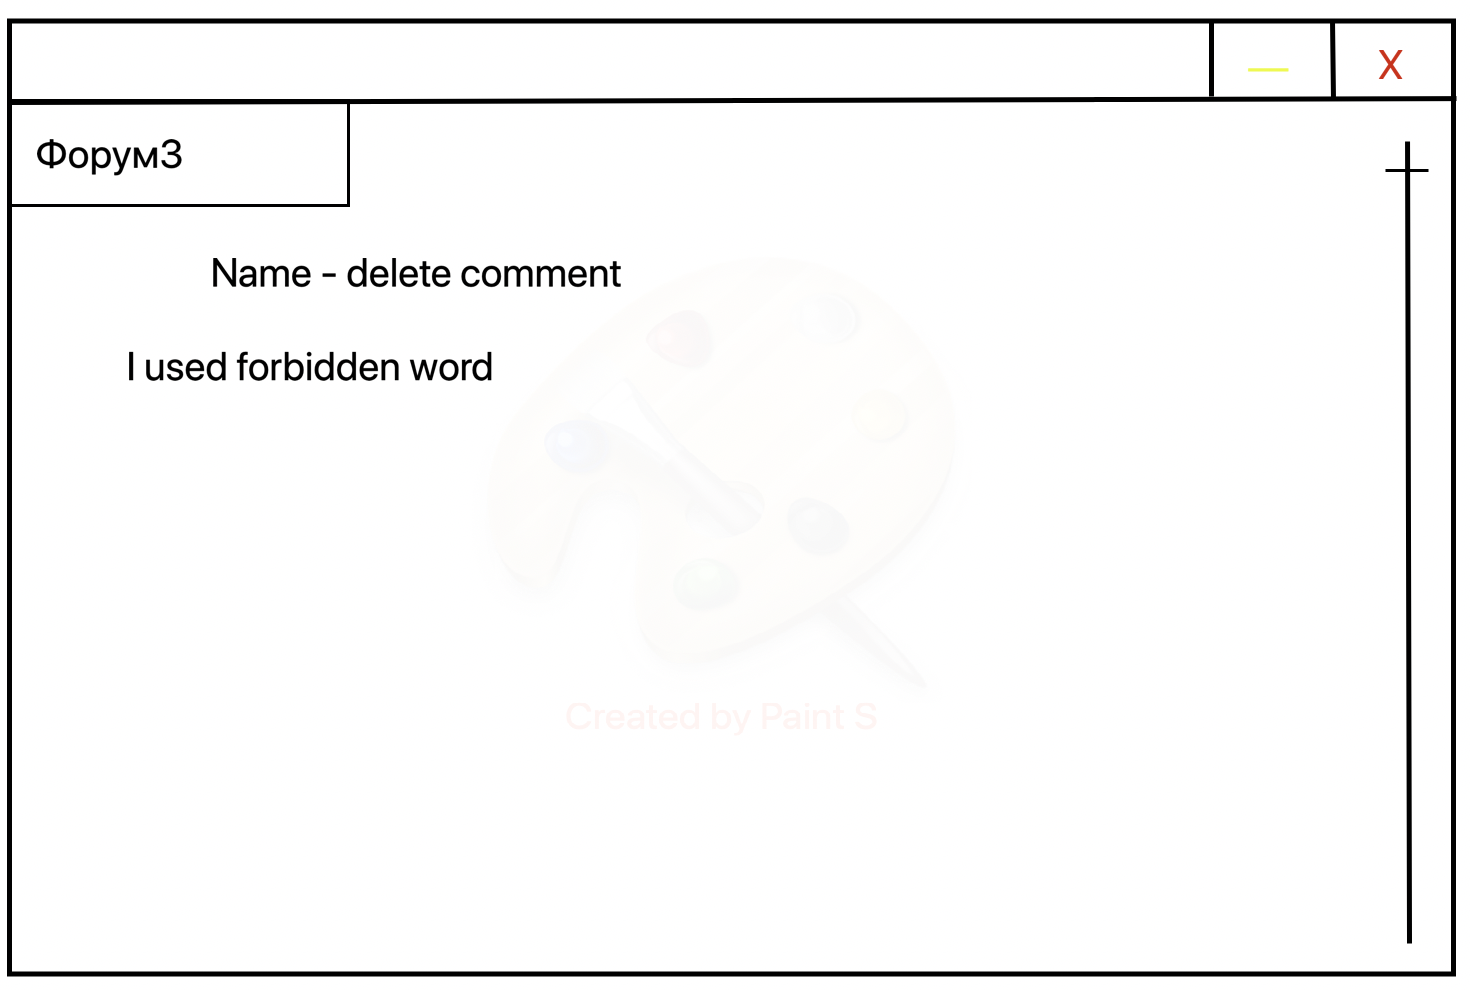 —
X
Форум3
Name - delete comment
I used forbidden word
Created by Paint S